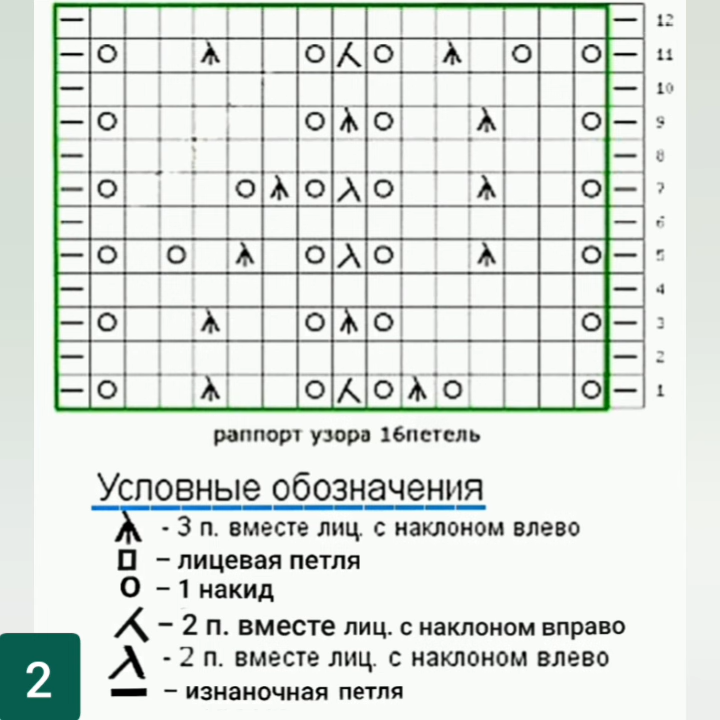 12
11
10
9
8
7
6
5
4
3
2
1
раппорт узора 16петель
Условные обозначения
- 3 п. вместе лиц. с наклоном влево
– лицевая петля
– 1 накид
– 2 п. вместе лиц. с наклоном вправо
- 2 п. вместе лиц. с наклоном влево
– изнаночная петля
2